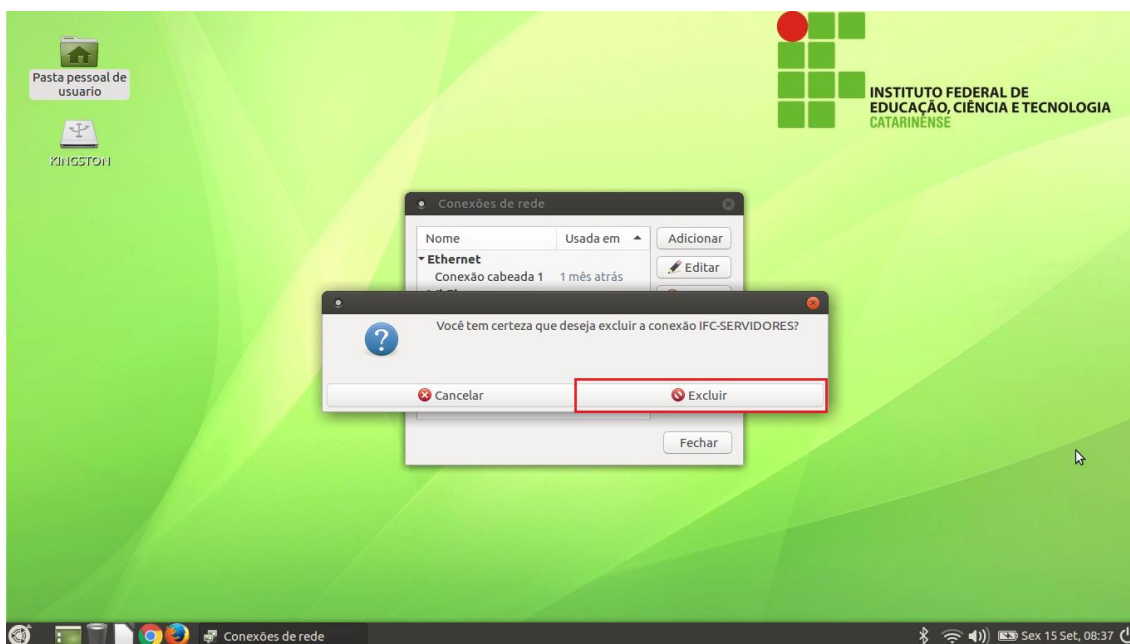 Pasta pessoal de
usuario
KINGSTON
INSTITUTO FEDERAL DE
EDUCAÇÃO, CIÊNCIA E TECNOLOGIA
CATARINENSE
Conexões de rede
Nome Usada em Adicionar
Ethernet Editar
Conexão cabeada 1 1 mês atrás
Você tem certeza que deseja excluir a conexão IFC-SERVIDORES?
Cancelar Excluir
Fechar
Conexões de rede Sex 15 Set, 08:37